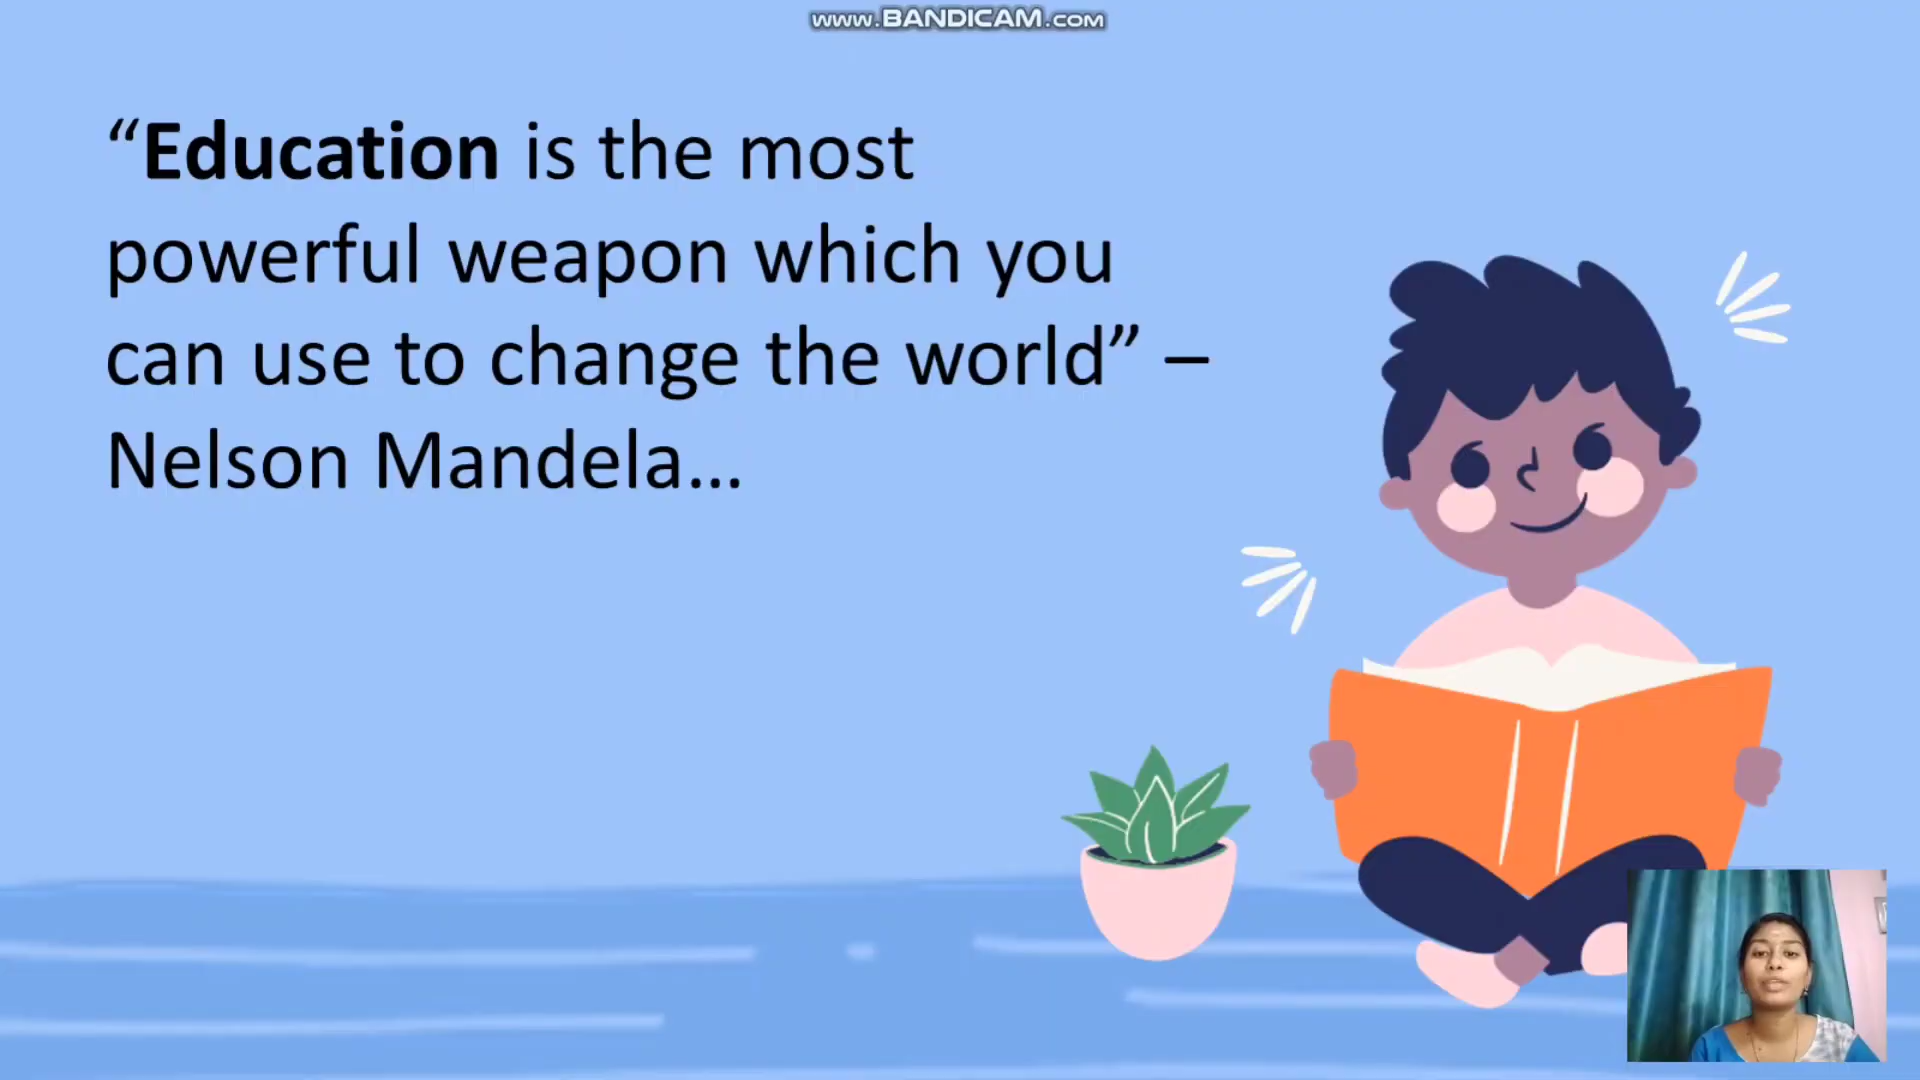 www.BANDICAM.com
“Education is the most
powerful weapon which you
can use to change the world” –
Nelson Mandela...